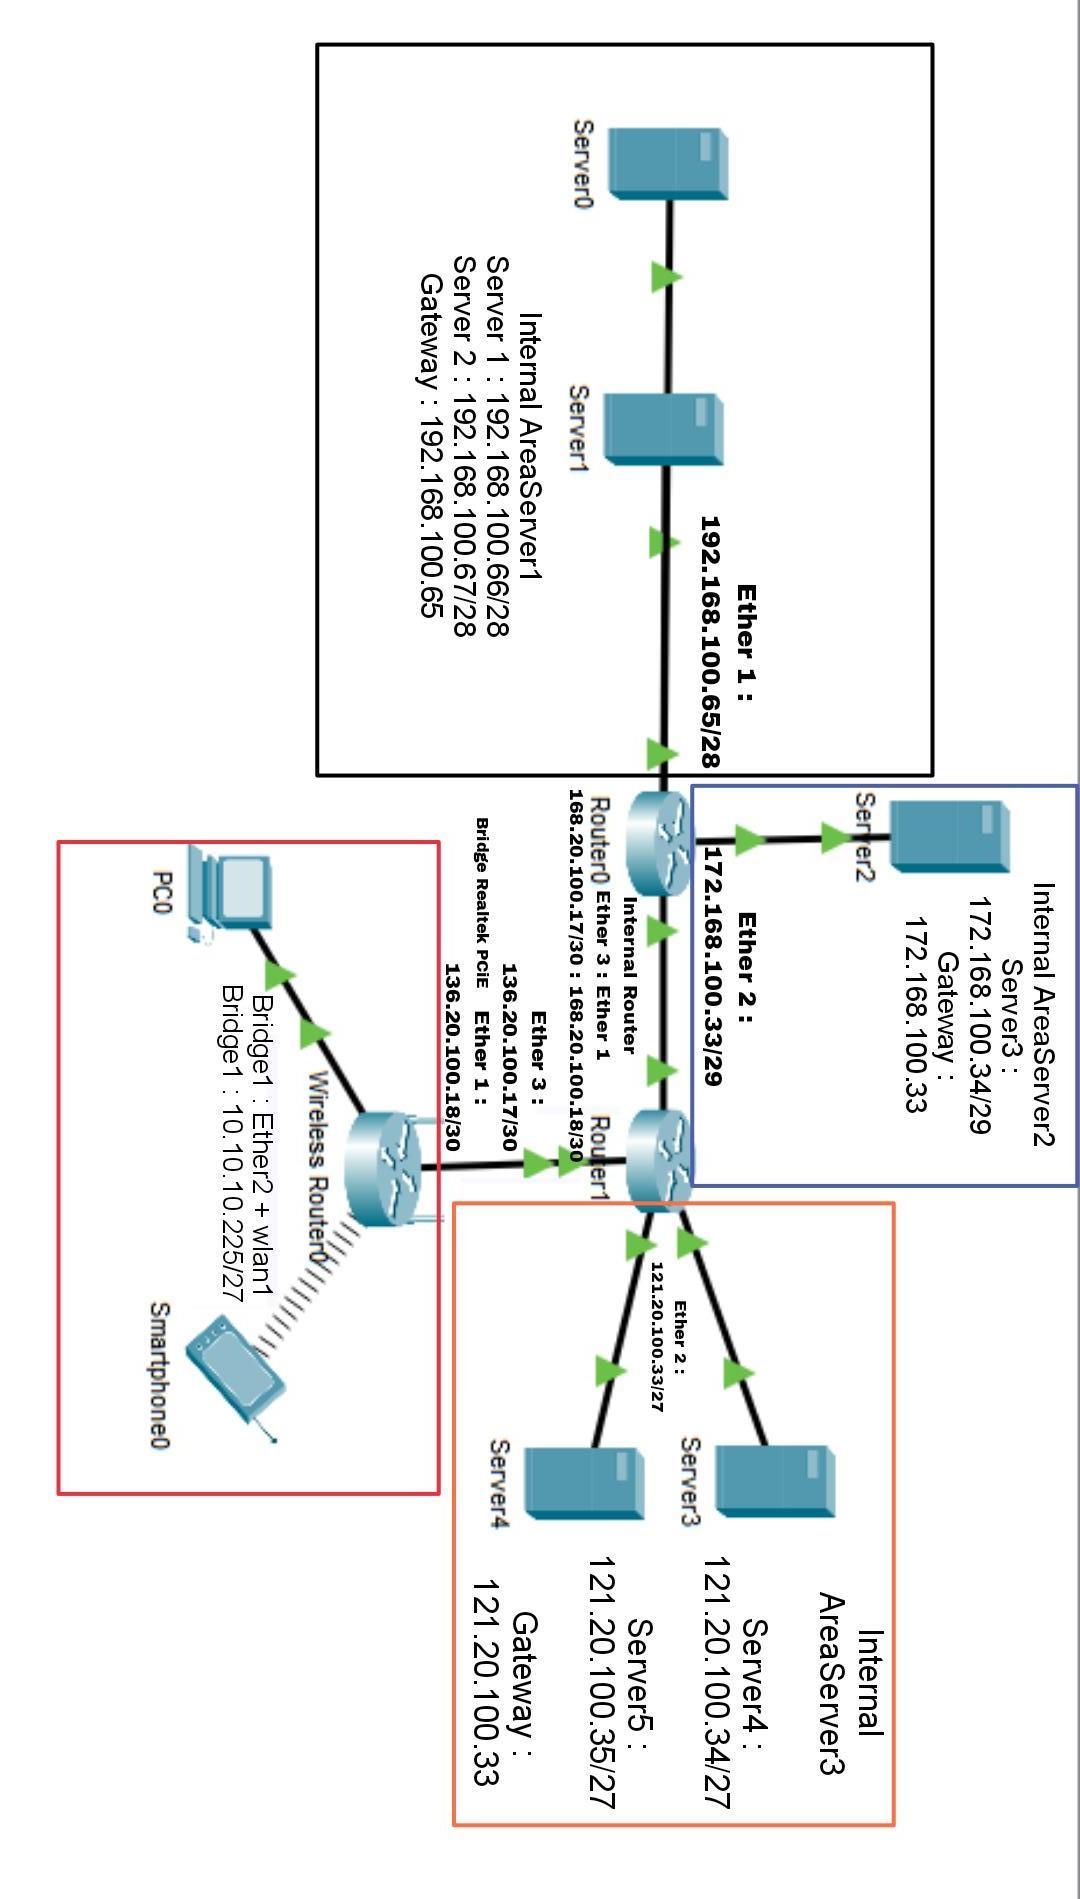 Server0
Server1
Internal AreaServer1
Server 1 : 192.168.100.66/28
Server 2 : 192.168.100.67/28
Gateway : 192.168.100.65
Ether 1 :
192.168.100.65/28
Internal AreaServer2
Server3 :
172.168.100.34/29
Gateway :
172.168.100.33
Server2
Ether 2 :
172.168.100.33/29
Internal Router
Router0 Ether 3 : Ether 1
168.20.100.17/30 : 168.20.100.18/30
Router1
Ether 3 :
136.20.100.17/30
Bridge Realtek PCiE Ether 1 :
136.20.100.18/30
Ether 2 :
121.20.100.33/27
Internal
AreaServer3
Server4 :
121.20.100.34/27
Server5 :
121.20.100.35/27
Gateway :
121.20.100.33
Server3
Server4
Wireless Router0
Bridge1 : Ether2 + wlan1
Bridge1 : 10.10.10.225/27
PC0
Smartphone0